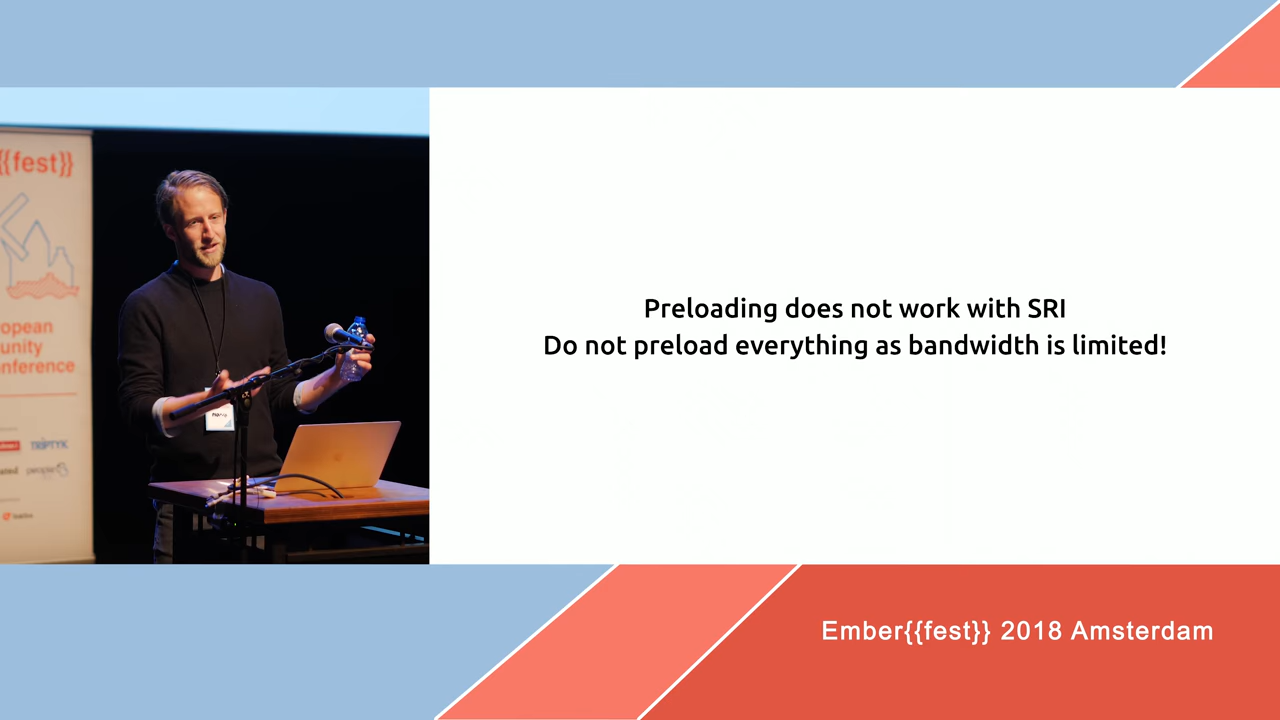 {{fest}}
opean
unity
nference
TRIPTYK
people
Preloading does not work with SRI
Do not preload everything as bandwidth is limited!
Ember{{fest}} 2018 Amsterdam